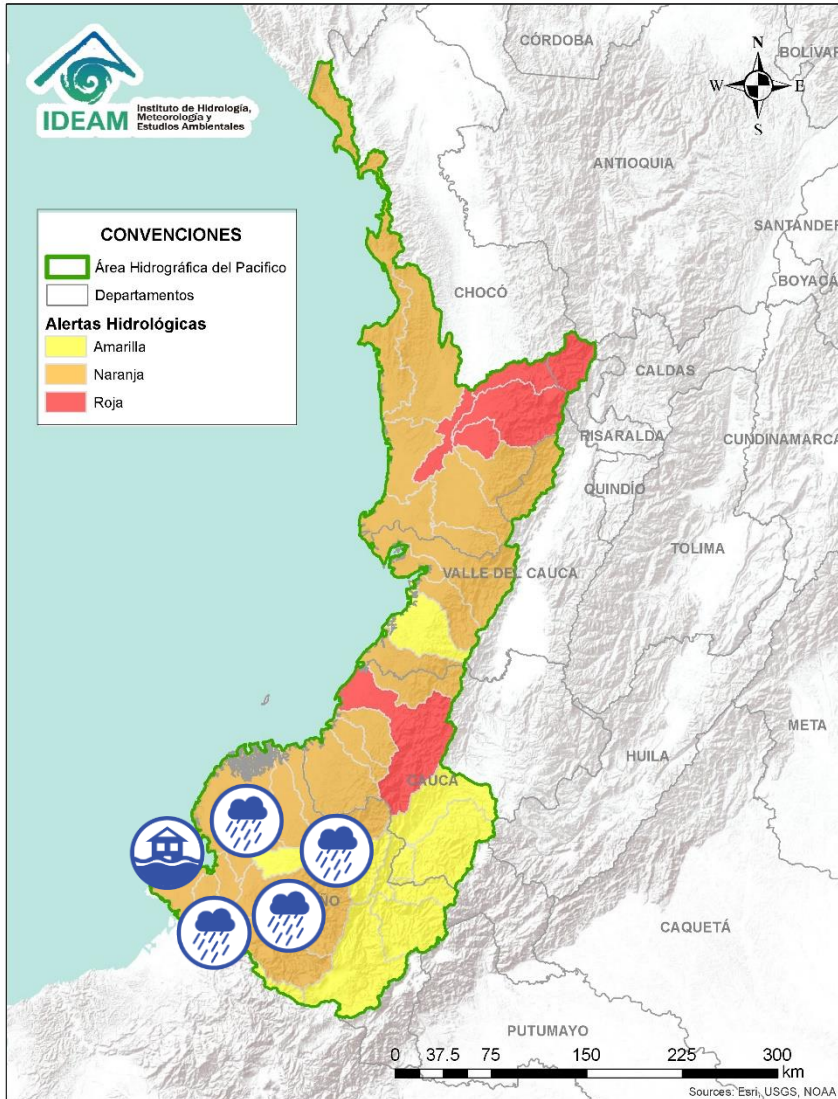 IDEAM
Instituto de Hidrología,
Meteorología y
Estudios Ambientales
CÓRDOBA
BOLÍVAR
N
W
E
S
ANTIOQUIA
SANTANDER
BOYACÁ
CONVENCIONES
Área Hidrográfica del Pacifico
Departamentos
Alertas Hidrológicas
Amarilla
Naranja
Roja
CHOCÓ
CALDAS
RISARALDA
CUNDINAMARCA
QUINDÍO
TOLIMA
VALLE DEL CAUCA
META
HUILA
CAUCA
ÑO
CAQUETÁ
PUTUMAYO
0 37.5 75 150 225 300
km
Sources: Esri, USGS, NOAA